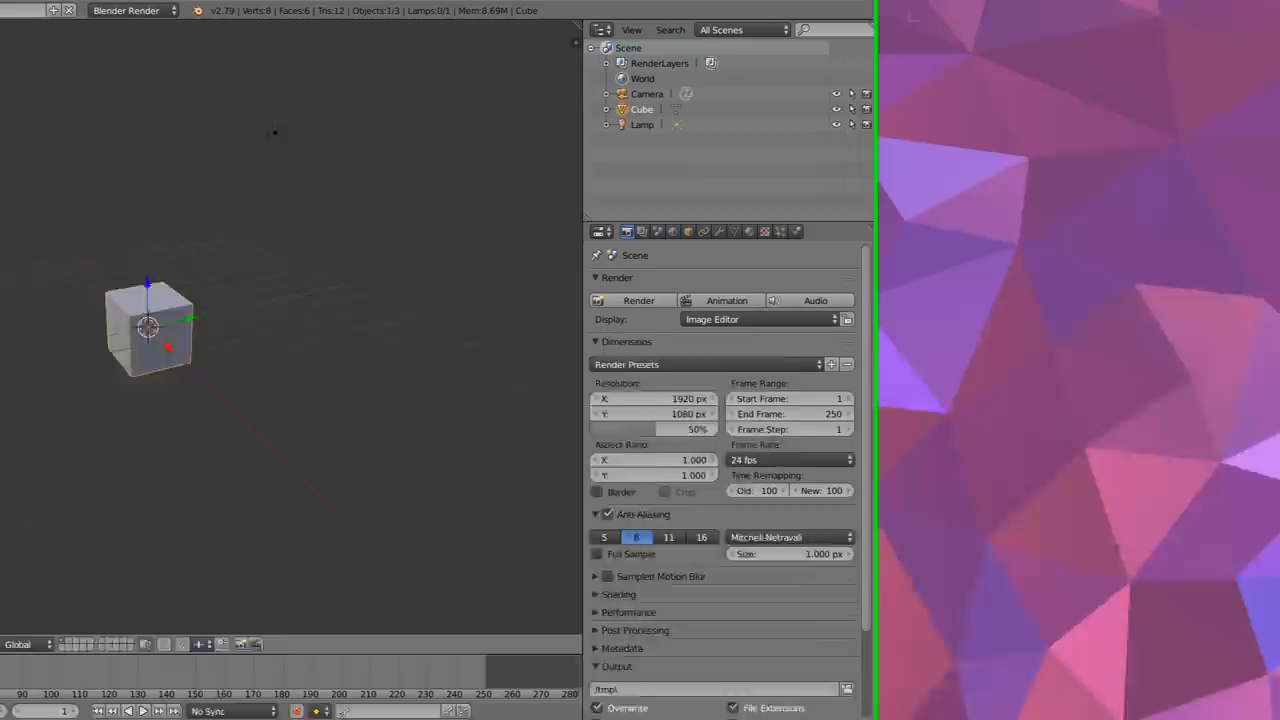 Blender Render
v2.79 | Verts:8 | Faces:6 | Tris:12 | Objects:1/3 | Lamps:0/1 | Mem:8.69M | Cube
View Search All Scenes
Scene
RenderLayers
World
Camera
Cube
Lamp
Scene
Render
Render Animation Audio
Display: Image Editor
Dimensions
Render Presets
Resolution: Frame Range:
X: 1920 px Start Frame: 1
Y: 1080 px End Frame: 250
50% Frame Step: 1
Aspect Ratio: Frame Rate:
X: 1.000 24 fps
Y: 1.000 Time Remapping:
Border Crop Old: 100 New: 100
Anti-Aliasing
5 8 11 16 Mitchell-Netravali
Full Sample Size: 1.000 px
Sampled Motion Blur
Shading
Performance
Post Processing
Metadata
Output
/tmp\
Overwrite File Extensions
Global
90 100 110 120 130 140 150 160 170 180 190 200 210 220 230 240 250 260 270 280
1 No Sync